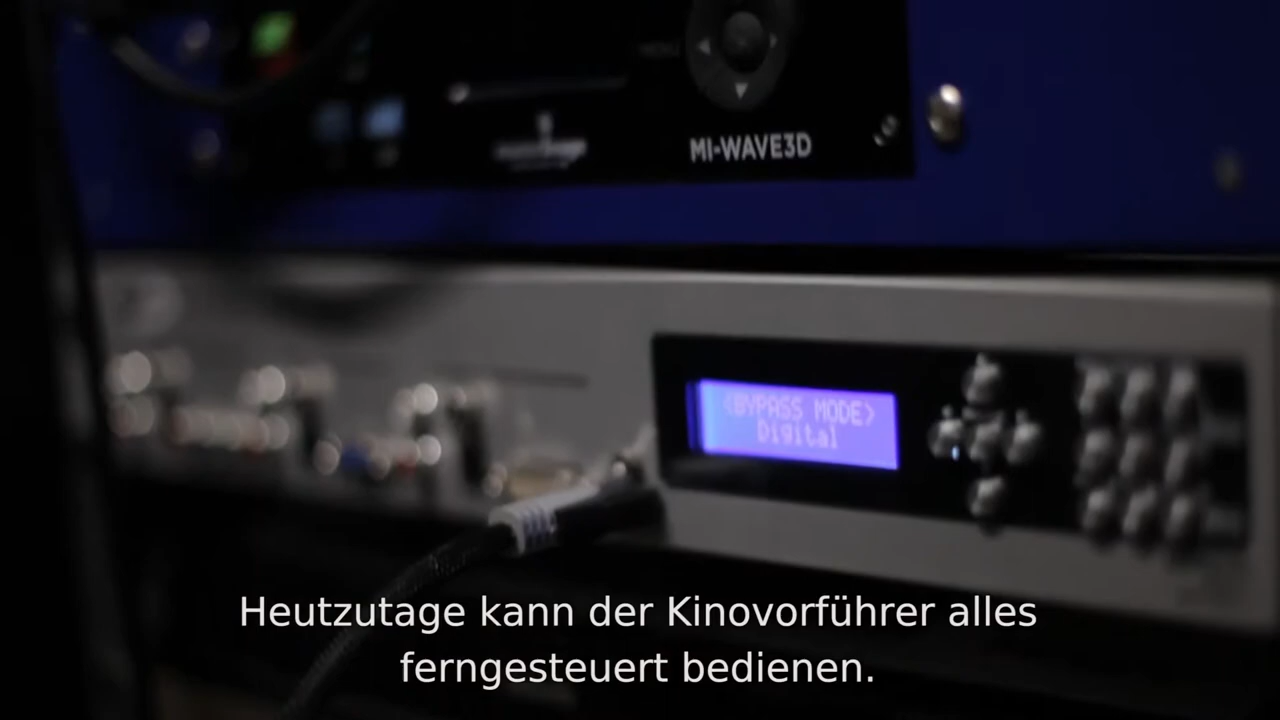 MI-WAVE3D
<BYPASS MODE>
Digital
Heutzutage kann der Kinovorführer alles
ferngesteuert bedienen.